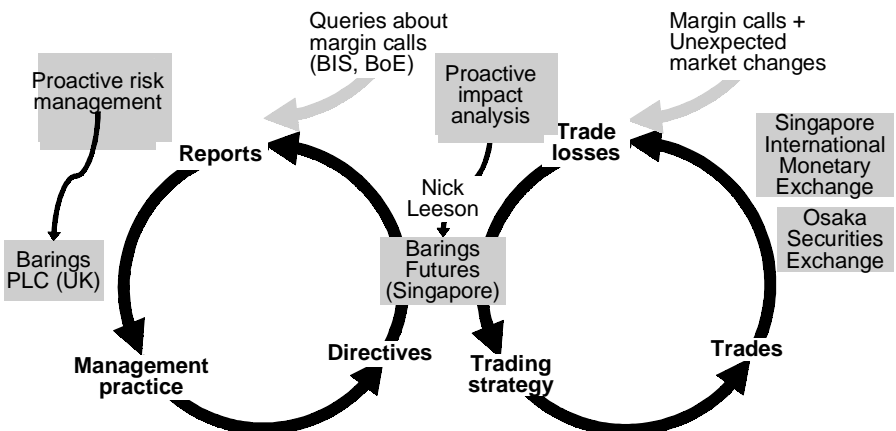 Queries about
margin calls
(BIS, BoE)
Margin calls +
Unexpected
market changes
Proactive risk
management
Proactive
impact
analysis
Reports
Trade
losses
Singapore
International
Monetary
Exchange
Nick
Leeson
Osaka
Securities
Exchange
Barings
PLC (UK)
Barings
Futures
(Singapore)
Management
practice
Directives
Trading
strategy
Trades